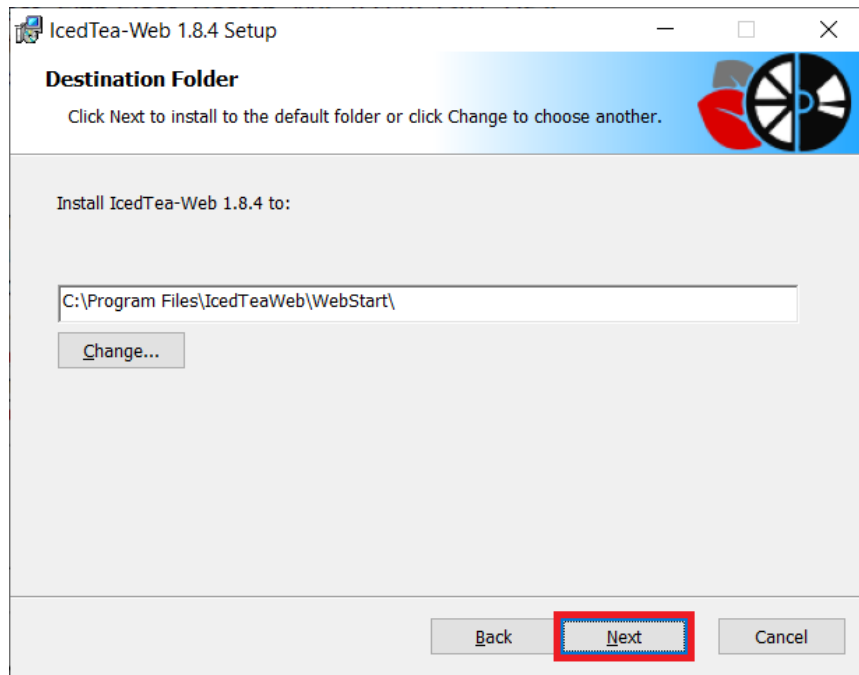 IcedTea-Web 1.8.4 Setup
Destination Folder
Click Next to install to the default folder or click Change to choose another.
Install IcedTea-Web 1.8.4 to:
C:\Program Files\IcedTeaWeb\WebStart\
Change...
Back Next Cancel